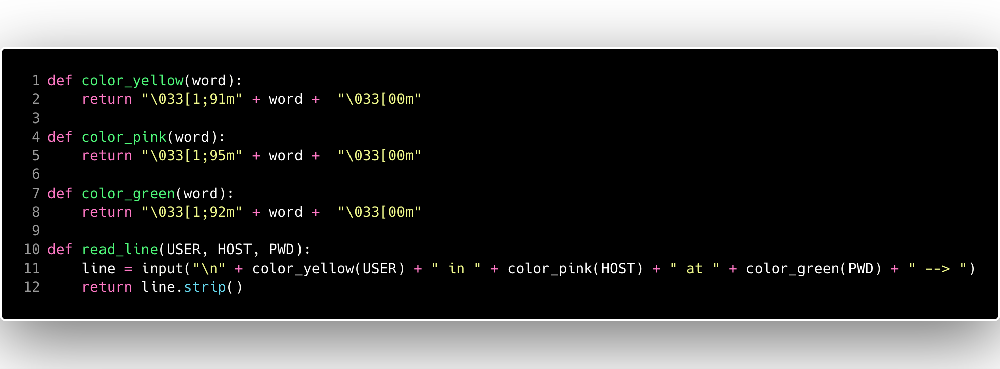 1 def color_yellow(word):
2     return "\033[1;91m" + word +  "\033[00m"
3
4 def color_pink(word):
5     return "\033[1;95m" + word +  "\033[00m"
6
7 def color_green(word):
8     return "\033[1;92m" + word +  "\033[00m"
9
10 def read_line(USER, HOST, PWD):
11     line = input("\n" + color_yellow(USER) + " in " + color_pink(HOST) + " at " + color_green(PWD) + " --> ")
12     return line.strip()